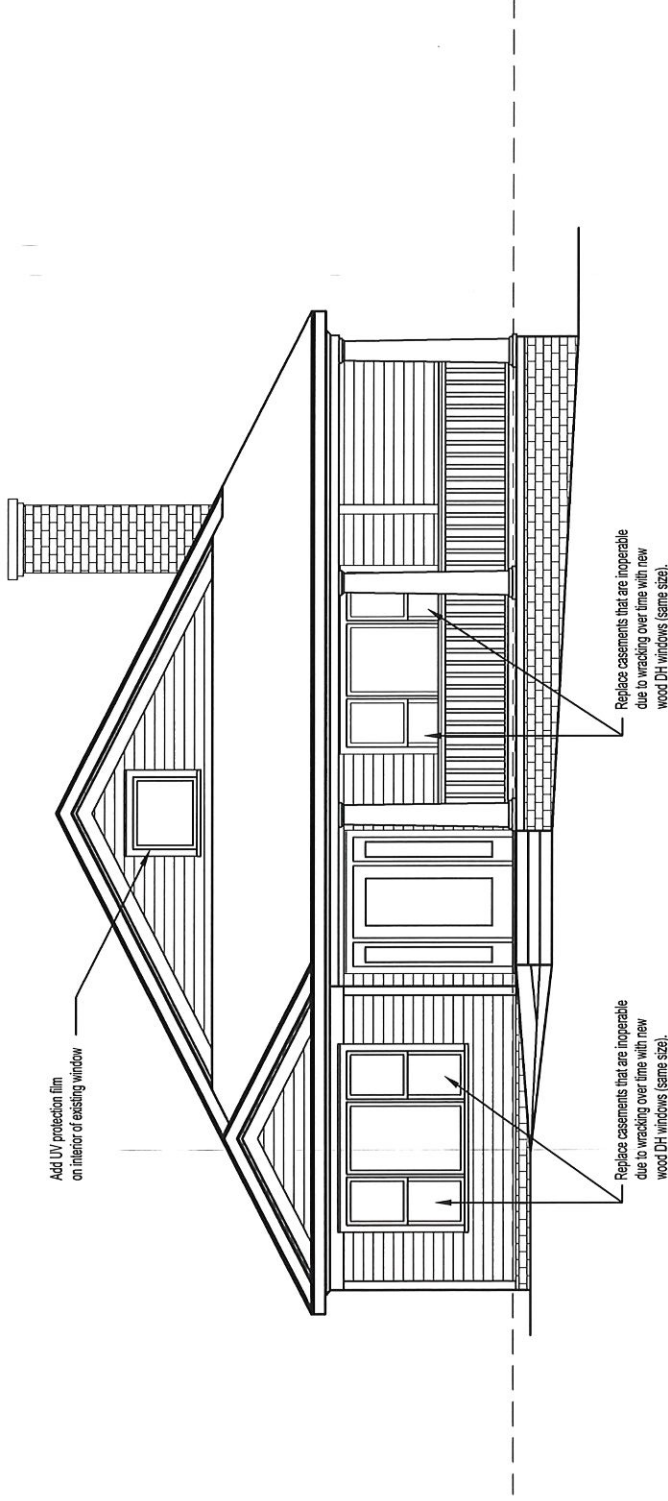 Add UV protection film
on interior of existing window
Replace casements that are inoperable
due to wracking over time with new
wood DH windows (same size).
Replace casements that are inoperable
due to wracking over time with new
wood DH windows (same size).